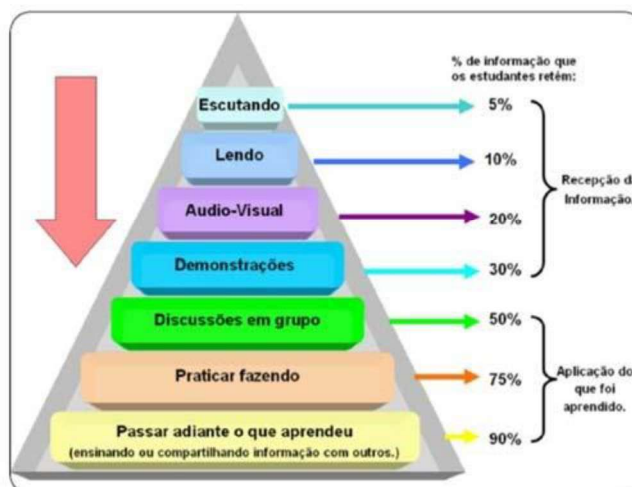 % de informação que
os estudantes retém:
Escutando
5%
Lendo
10%
Audio-Visual
20%
Demonstrações
30%
Recepção d
Informação.
Discussões em grupo
50%
Praticar fazendo
75%
Passar adiante o que aprendeu
(ensinando ou compartilhando informação com outros.)
90%
Aplicação do
que foi
aprendido.